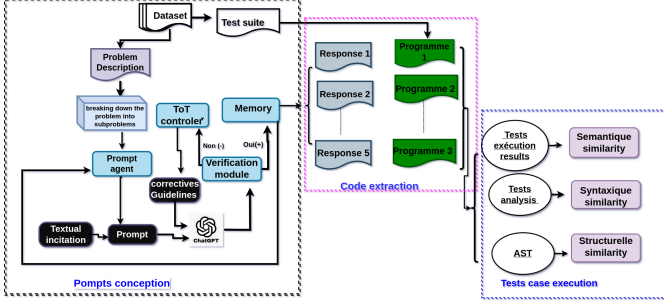 Dataset
Test suite
Problem
Description
breaking down the
problem into
subproblems
ToT
controler
Memory
Non (-)
Oui(+)
Prompt
agent
Verification
module
correctives
Guidelines
Textual
incitation
Prompt
ChatGPT
Pompts conception
Response 1
Response 2
Response 5
Programme
1
Programme 2
Programme 3
Code extraction
Tests
exécution
results
Tests
analysis
AST
Semantique
similarity
Syntaxique
similarity
Structurelle
similarity
Tests case execution